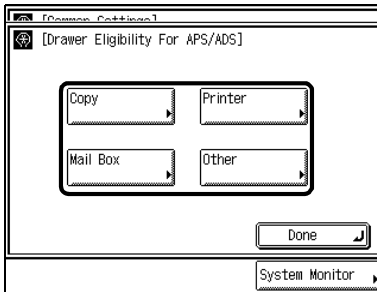 [Common Settings]
[Drawer Eligibility For APS/ADS]
Copy
Printer
Mail Box
Other
Done
System Monitor